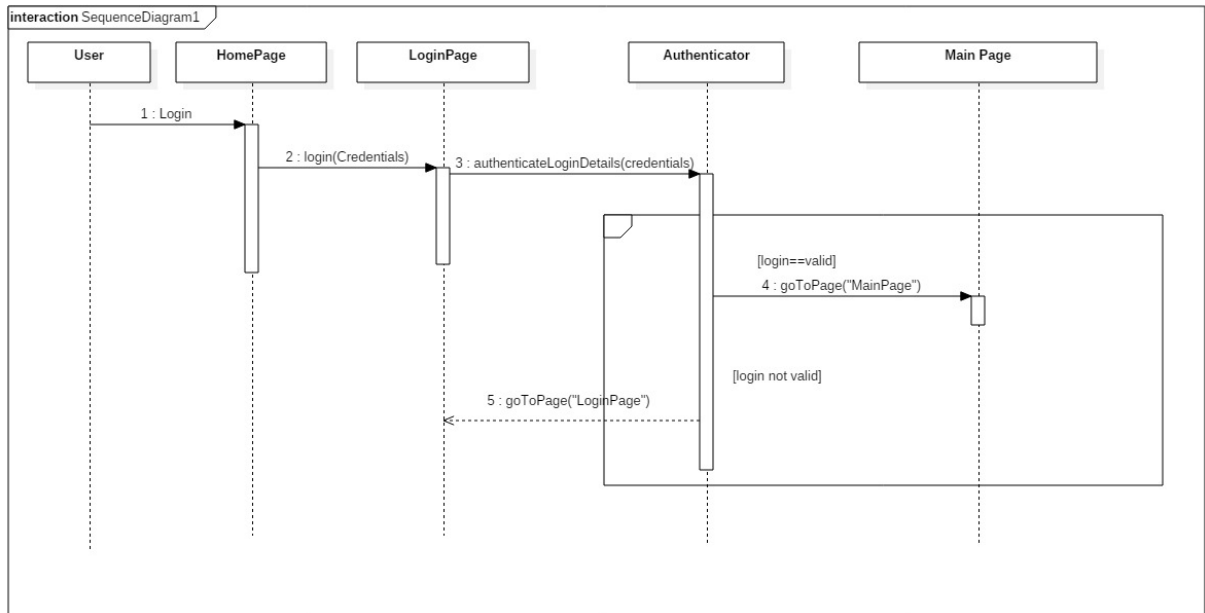 interaction SequenceDiagram1
User
HomePage
LoginPage
Authenticator
Main Page
1 : Login
2 : login(Credentials)
3 : authenticateLoginDetails(credentials)
[login==valid]
4 : goToPage("MainPage")
[login not valid]
5 : goToPage("LoginPage")